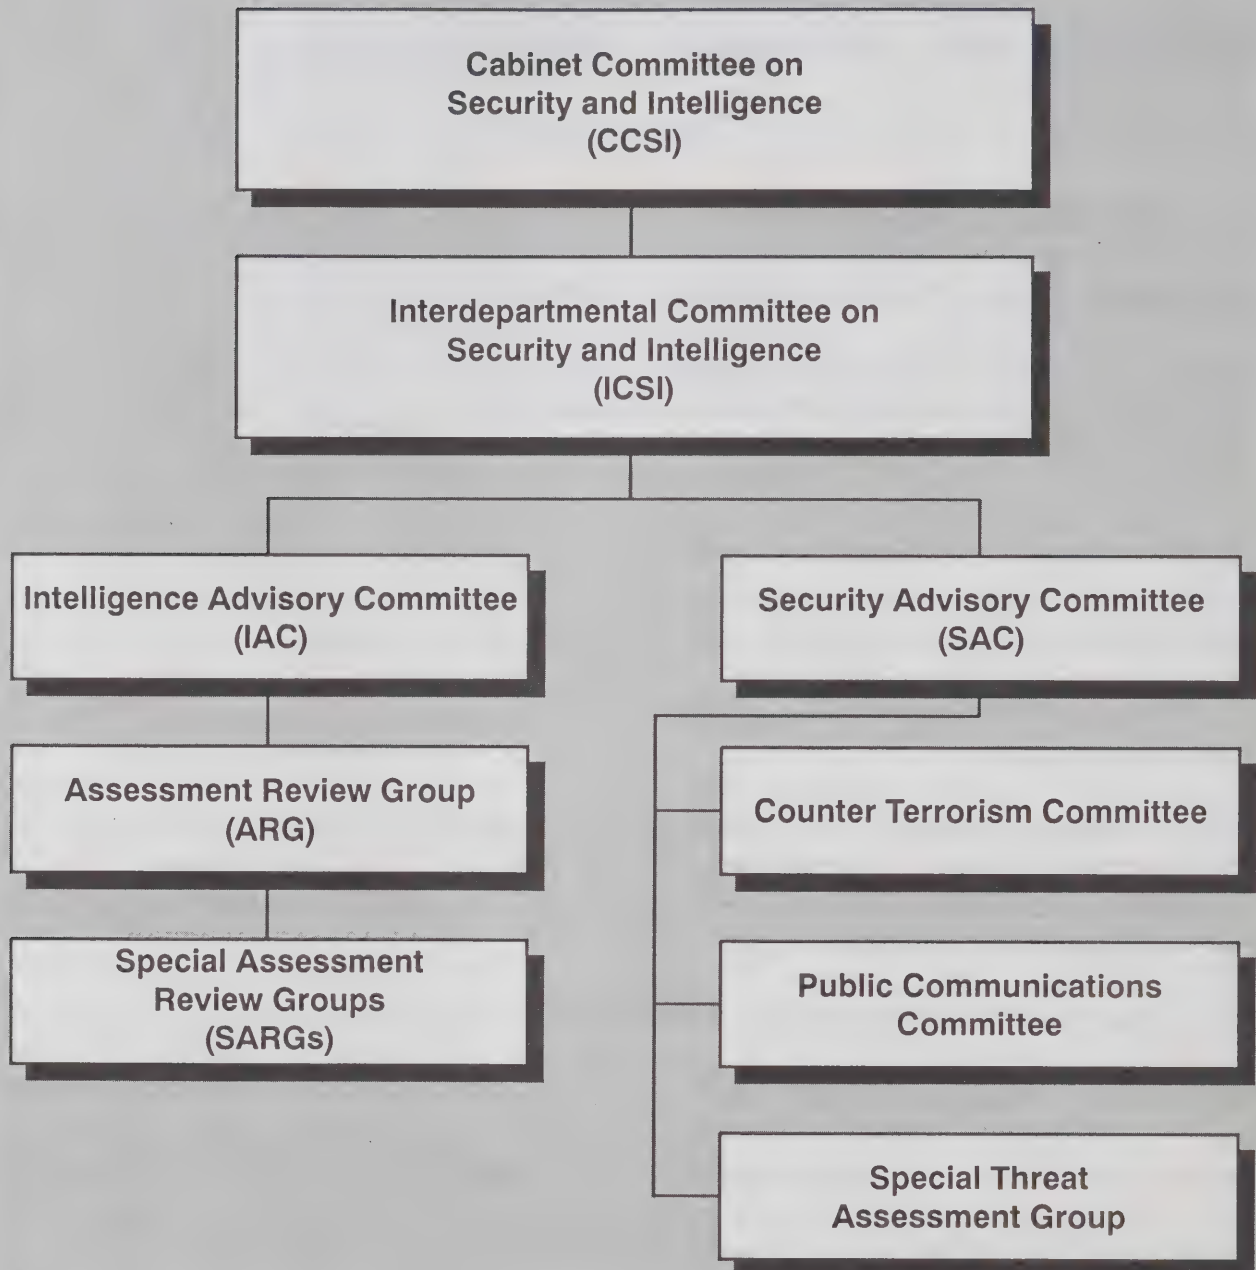 Cabinet Committee on
Security and Intelligence
(CCSI)
Interdepartmental Committee on
Security and Intelligence
(ICSI)
Intelligence Advisory Committee
(IAC)
Assessment Review Group
(ARG)
Special Assessment
Review Groups
(SARGs)
Security Advisory Committee
(SAC)
Counter Terrorism Committee
Public Communications
Committee
Special Threat
Assessment Group